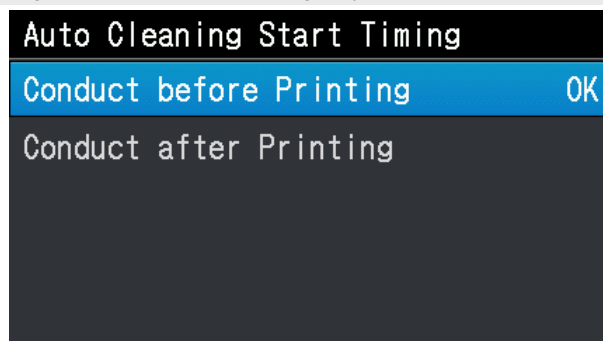 Auto Cleaning Start Timing
Conduct before Printing OK
Conduct after Printing